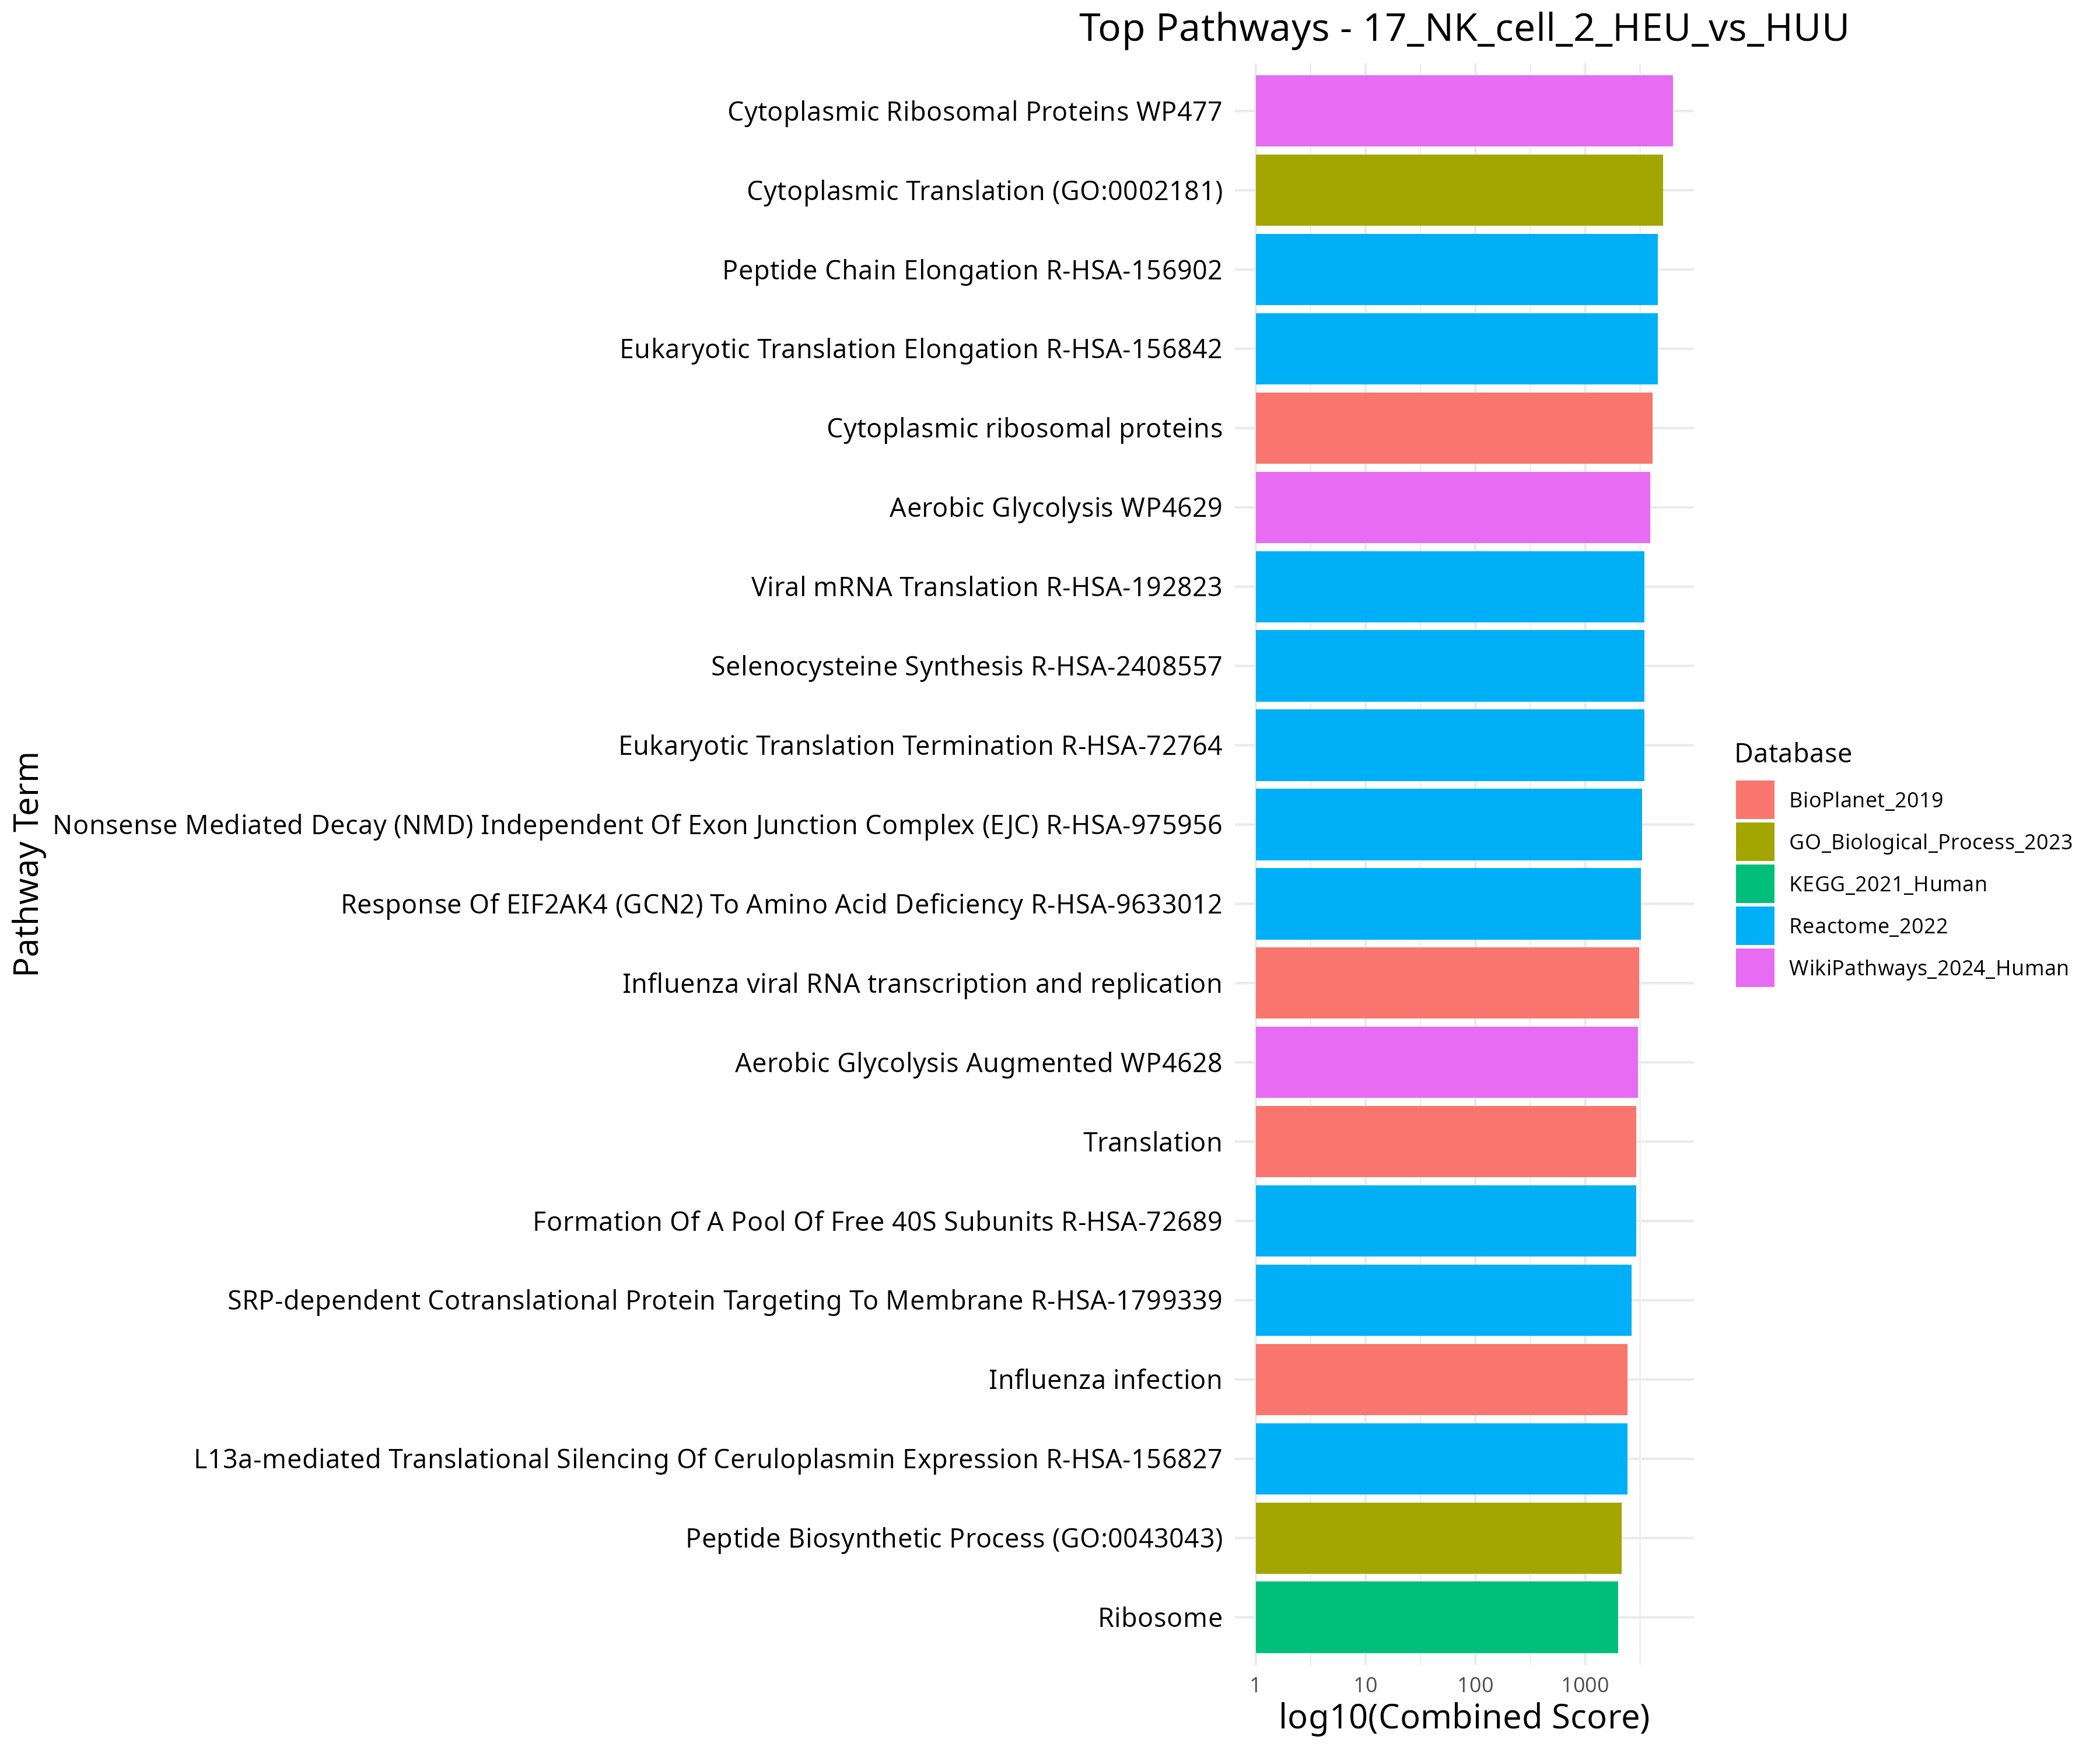 Top Pathways - 17_NK_cell_2_HEU_vs_HUU
Pathway Term
Cytoplasmic Ribosomal Proteins WP477
Cytoplasmic Translation (GO:0002181)
Peptide Chain Elongation R-HSA-156902
Eukaryotic Translation Elongation R-HSA-156842
Cytoplasmic ribosomal proteins
Aerobic Glycolysis WP4629
Viral mRNA Translation R-HSA-192823
Selenocysteine Synthesis R-HSA-2408557
Eukaryotic Translation Termination R-HSA-72764
Nonsense Mediated Decay (NMD) Independent Of Exon Junction Complex (EJC) R-HSA-975956
Response Of EIF2AK4 (GCN2) To Amino Acid Deficiency R-HSA-9633012
Influenza viral RNA transcription and replication
Aerobic Glycolysis Augmented WP4628
Translation
Formation Of A Pool Of Free 40S Subunits R-HSA-72689
SRP-dependent Cotranslational Protein Targeting To Membrane R-HSA-1799339
Influenza infection
L13a-mediated Translational Silencing Of Ceruloplasmin Expression R-HSA-156827
Peptide Biosynthetic Process (GO:0043043)
Ribosome
1 10 100 1000
log10(Combined Score)
Database
BioPlanet_2019
GO_Biological_Process_2023
KEGG_2021_Human
Reactome_2022
WikiPathways_2024_Human